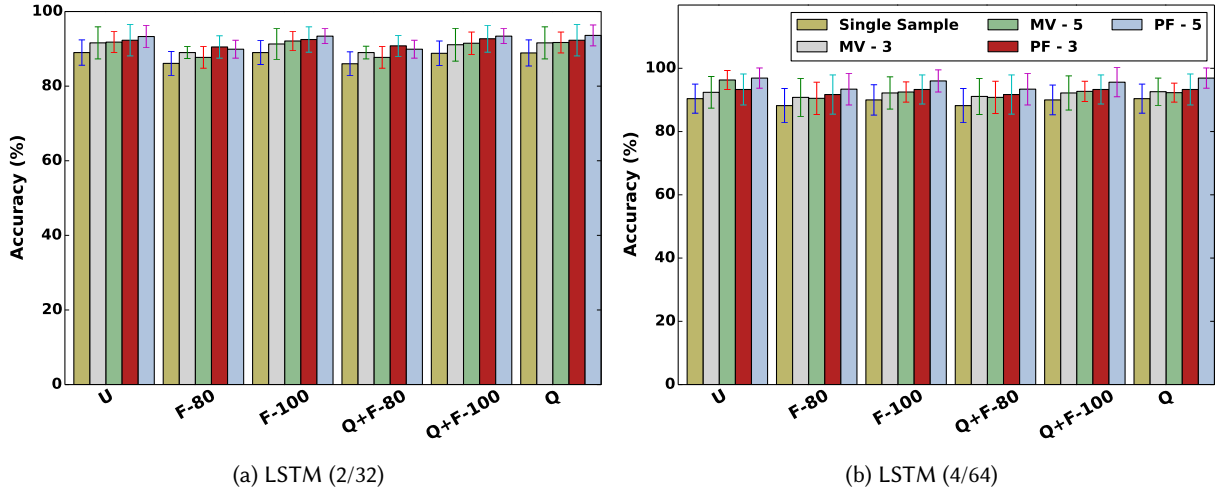 100
80
60
40
20
0
Accuracy (%)
U
F-80
F-100
Q+F-80
Q+F-100
Q
(a) LSTM (2/32)
Single Sample
MV - 3
MV - 5
PF - 3
PF - 5
100
80
60
40
20
0
Accuracy (%)
U
F-80
F-100
Q+F-80
Q+F-100
Q
(b) LSTM (4/64)